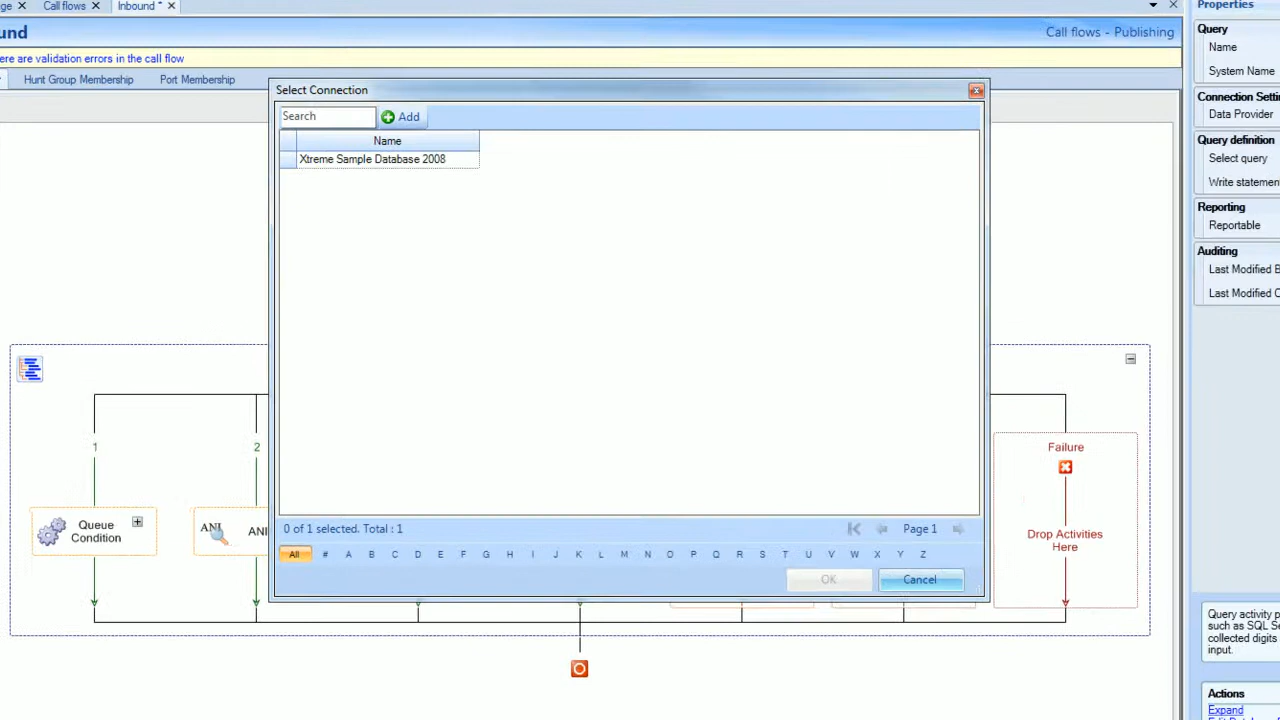 ge
Call flows
Inbound *
Properties
und
Call flows - Publishing
Query
Name
ere are validation errors in the call flow
System Name
Hunt Group Membership
Port Membership
Select Connection
Connection Setti
Search
Add
Data Provider
Name
Query definition
Xtreme Sample Database 2008
Select query
Write statement
Reporting
Reportable
Auditing
Last Modified B
Last Modified O
1
2
Failure
Queue
Condition
ANI
ANI
0 of 1 selected. Total : 1
Page 1
Drop Activities
Here
All # A B C D E F G H I J K L M N O P Q R S T U V W X Y Z
OK
Cancel
Query activity p
such as SQL Se
collected digits
input.
Actions
Expand